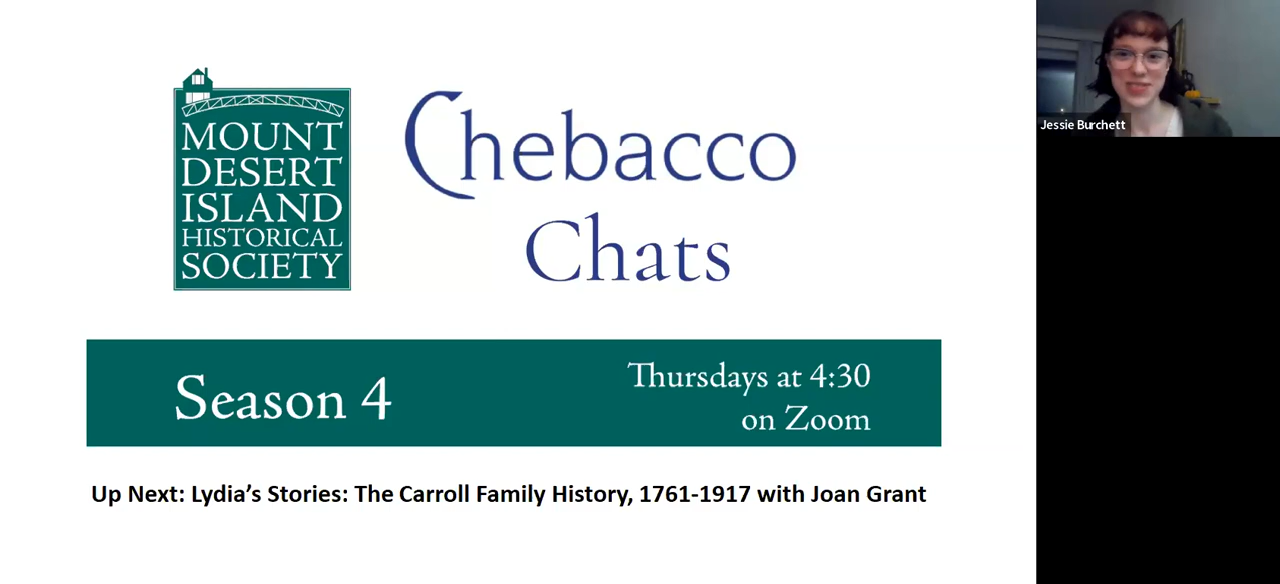 MOUNT
DESERT
ISLAND
HISTORICAL
SOCIETY
Chebacco
Chats
Season 4
Thursdays at 4:30
on Zoom
Up Next: Lydia’s Stories: The Carroll Family History, 1761-1917 with Joan Grant
Jessie Burchett